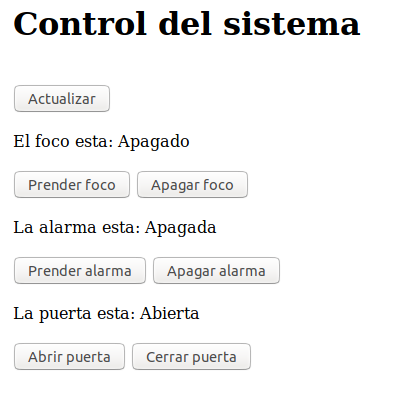 Control del sistema
Actualizar
El foco esta: Apagado
Prender foco Apagar foco
La alarma esta: Apagada
Prender alarma Apagar alarma
La puerta esta: Abierta
Abrir puerta Cerrar puerta